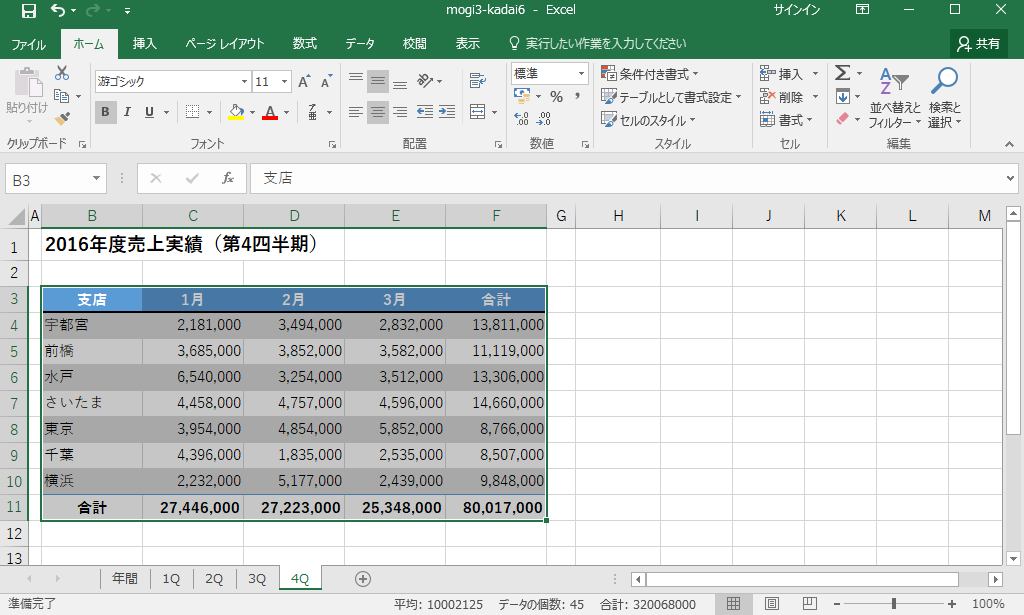 mogi3-kadai6 - Excel サインイン
ファイル ホーム 挿入 ページ レイアウト 数式 データ 校閲 表示 実行したい作業を入力してください 共有
貼り付け 游ゴシック 11 A A 標準 条件付き書式 挿入 Σ
B I U A % , テーブルとして書式設定 削除 並べ替えと フィルター 検索と 選択
セルのスタイル 書式
クリップボード フォント 配置 数値 スタイル セル 編集
B3 fx 支店
A B C D E F G H I J K L M
1 2016年度売上実績（第4四半期）
2
3 支店 1月 2月 3月 合計
4 宇都宮 2,181,000 3,494,000 2,832,000 13,811,000
5 前橋 3,685,000 3,852,000 3,582,000 11,119,000
6 水戸 6,540,000 3,254,000 3,512,000 13,306,000
7 さいたま 4,458,000 4,757,000 4,596,000 14,660,000
8 東京 3,954,000 4,854,000 5,852,000 8,766,000
9 千葉 4,396,000 1,835,000 2,535,000 8,507,000
10 横浜 2,232,000 5,177,000 2,439,000 9,848,000
11 合計 27,446,000 27,223,000 25,348,000 80,017,000
12
13
年間 1Q 2Q 3Q 4Q
準備完了 平均: 10002125 データの個数: 45 合計: 320068000 100%